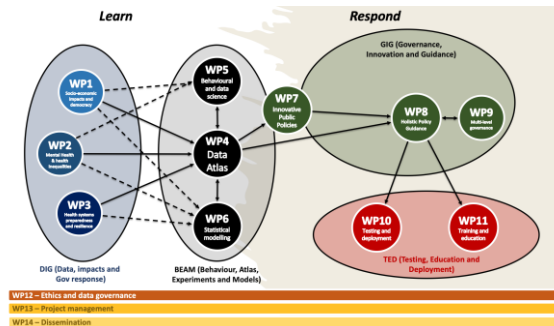 Learn
Respond
GIG (Governance,
Innovation and Guidance)
WP1
Socio-economic
impacts and
democracy
WP2
Mental Health &
health
Inequalities
WP3
Health systems
preparedness
and resilience
DIG (Data, impacts and
Gov response)
WP5
Behavioural and data
science
WP4
Data
Atlas
WP6
Statistical
modelling
BEAM (Behaviour, Atlas,
Experiments and Models)
WP7
Innovative
Public
Policies
WP8
Holistic Policy
Guidance
WP9
Multi-level
governance
WP10
Testing and
deployment
WP11
Training and
education
TED (Testing, Education and
Deployment)
WP12 – Ethics and data governance
WP13 – Project management
WP14 – Dissemination